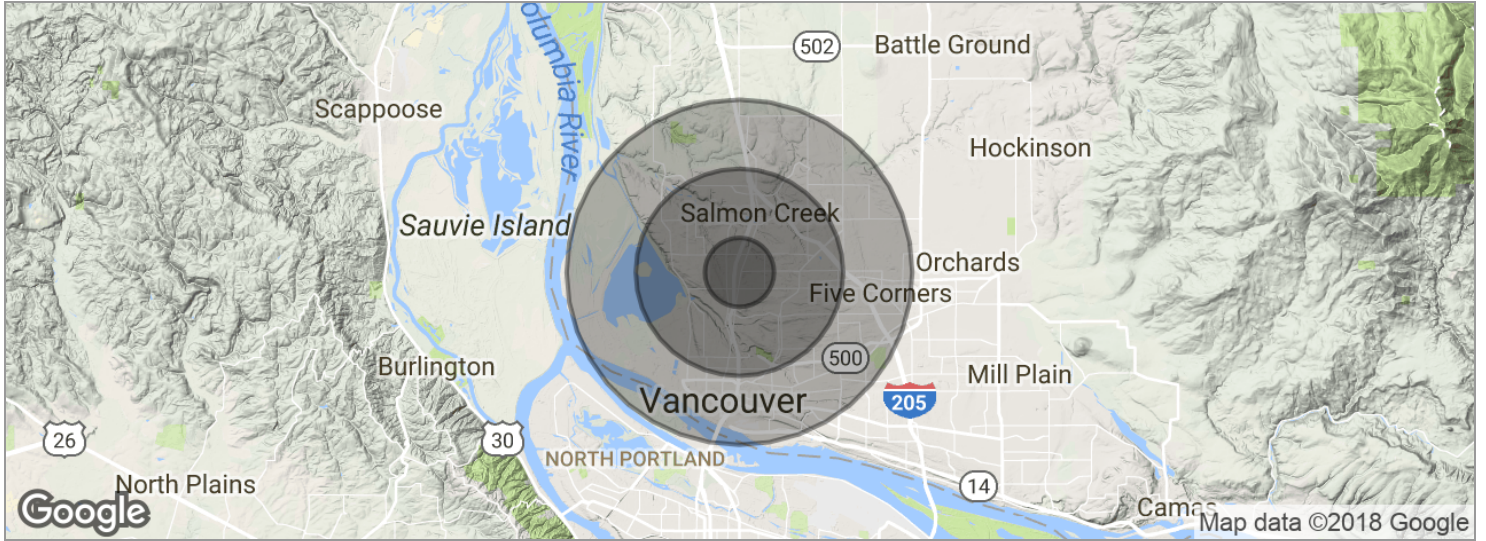 502
Battle Ground
olumbia River
Scappoose
Hockinson
Salmon Creek
Sauvie Island
Orchards
Five Corners
500
Burlington
Mill Plain
Vancouver
205
26
30
NORTH PORTLAND
North Plains
14
Camas
Google
Map data ©2018 Google